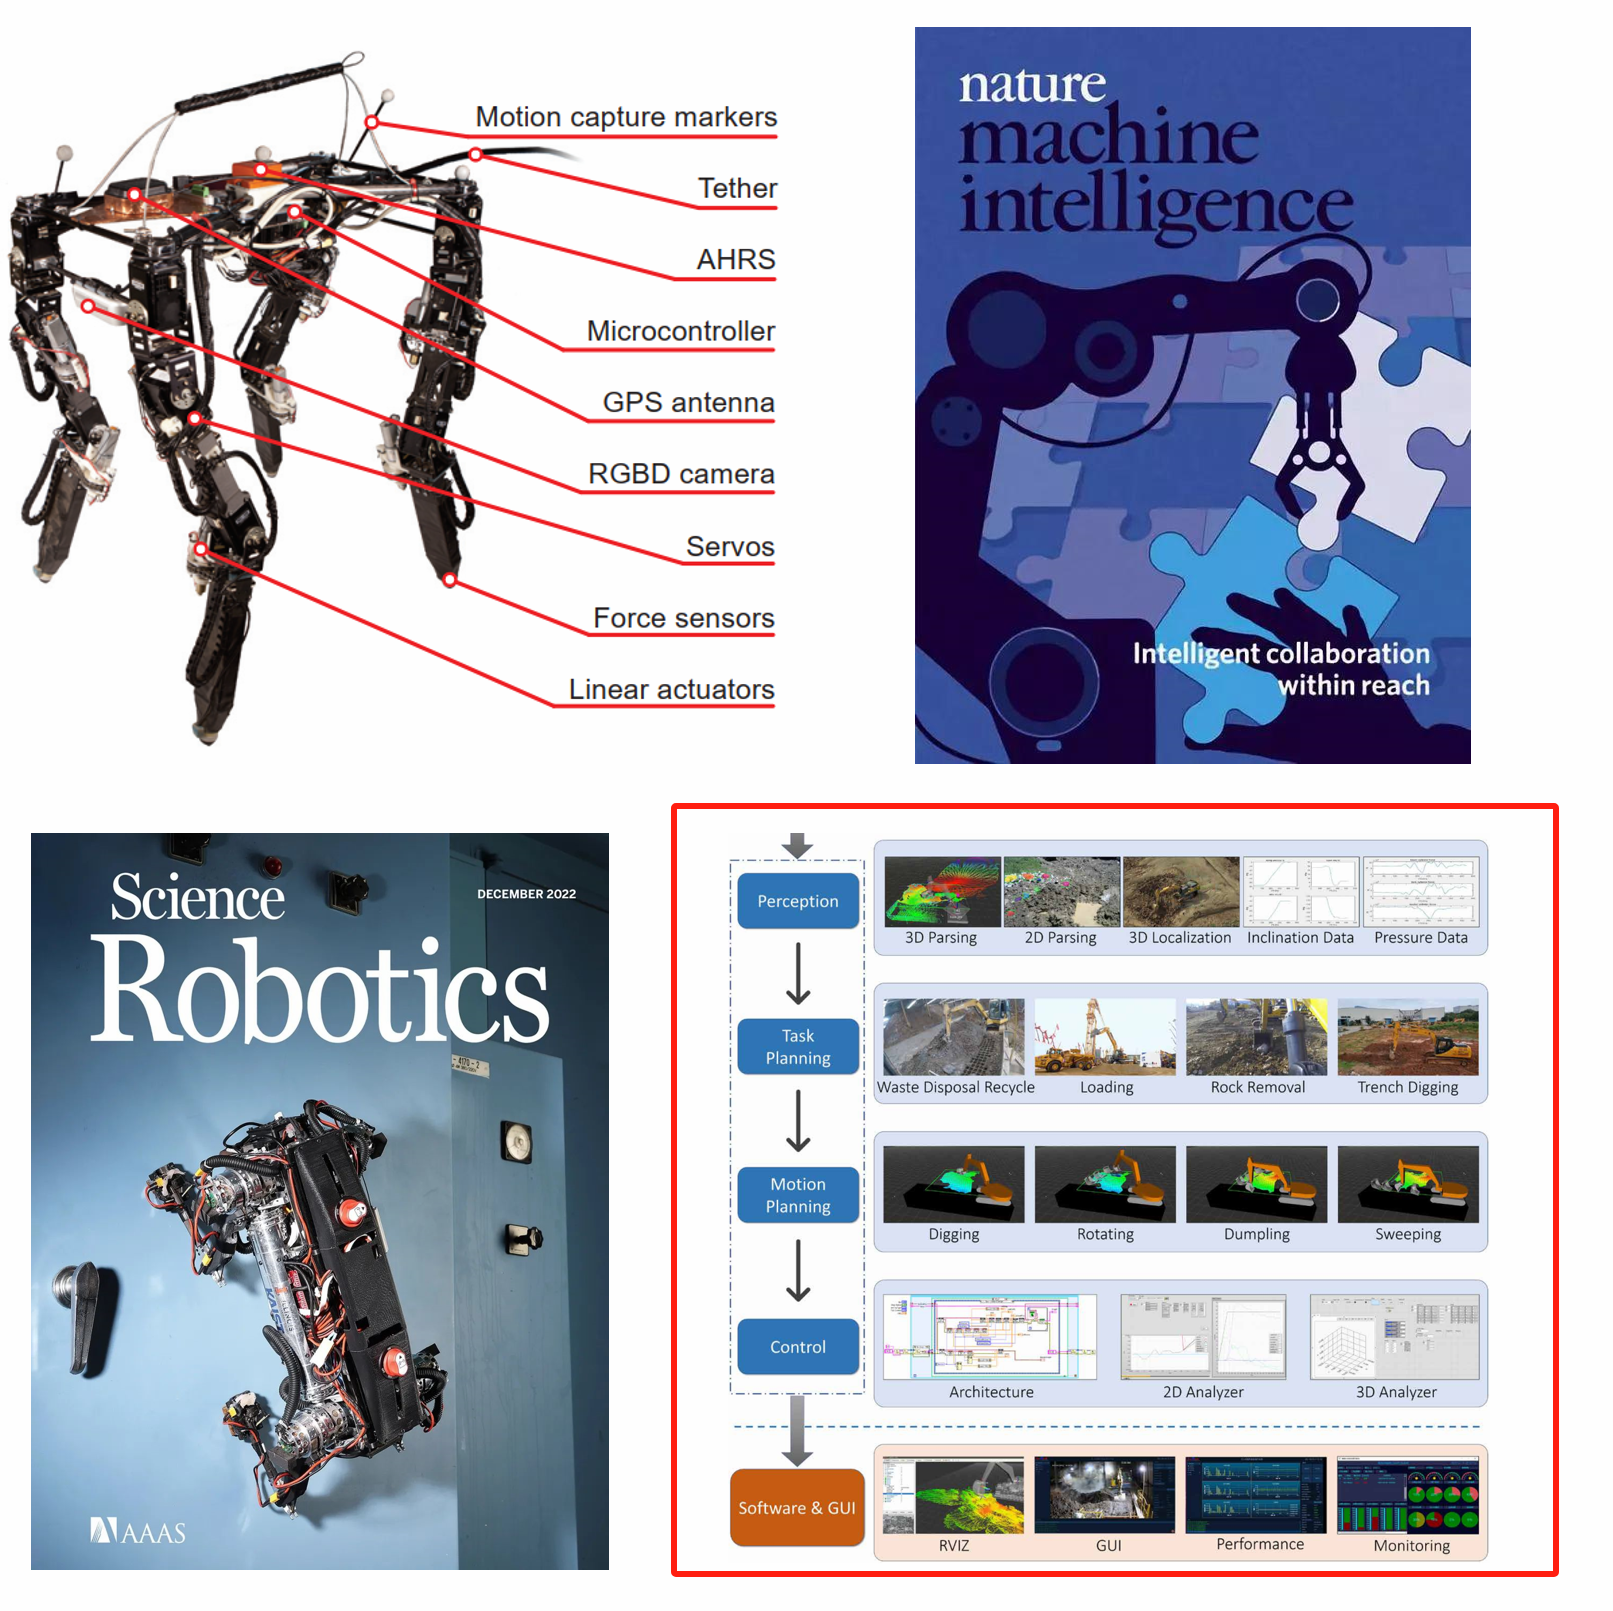 Motion capture markers
Tether
AHRS
Microcontroller
GPS antenna
RGBD camera
Servos
Force sensors
Linear actuators
nature
machine
intelligence
Intelligent collaboration
within reach
Science
DECEMBER 2022
Robotics
4170 - 2
AAAS
Perception
3D Parsing
2D Parsing
3D Localization
Inclination Data
Pressure Data
Task
Planning
Waste Disposal Recycle
Loading
Rock Removal
Trench Digging
Motion
Planning
Digging
Rotating
Dumpling
Sweeping
Control
Architecture
2D Analyzer
3D Analyzer
Software & GUI
RVIZ
GUI
Performance
Monitoring